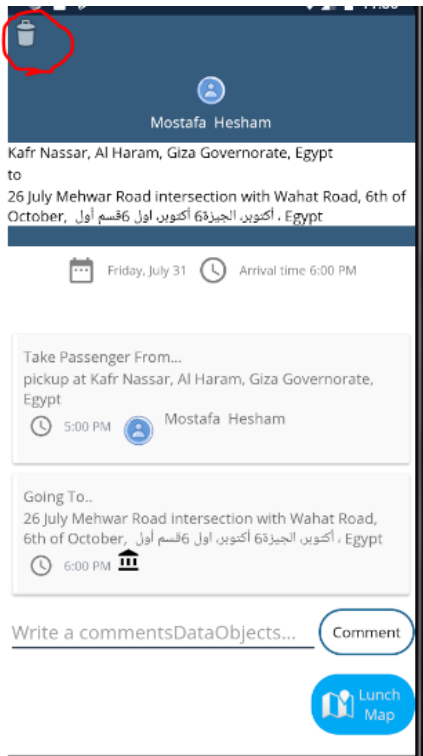 Mostafa Hesham
Kafr Nassar, Al Haram, Giza Governorate, Egypt
to
26 July Mehwar Road intersection with Wahat Road, 6th of
October, أكتوبر، الجيزة6 أكتوبر، اول 6قسم أول ، Egypt
Friday, July 31
Arrival time 6:00 PM
Take Passenger From...
pickup at Kafr Nassar, Al Haram, Giza Governorate,
Egypt
5:00 PM
Mostafa Hesham
Going To..
26 July Mehwar Road intersection with Wahat Road,
6th of October, أكتوبر، الجيزة6 أكتوبر، اول 6قسم أول ، Egypt
6:00 PM
Write a commentsDataObjects...
Comment
Lunch
Map